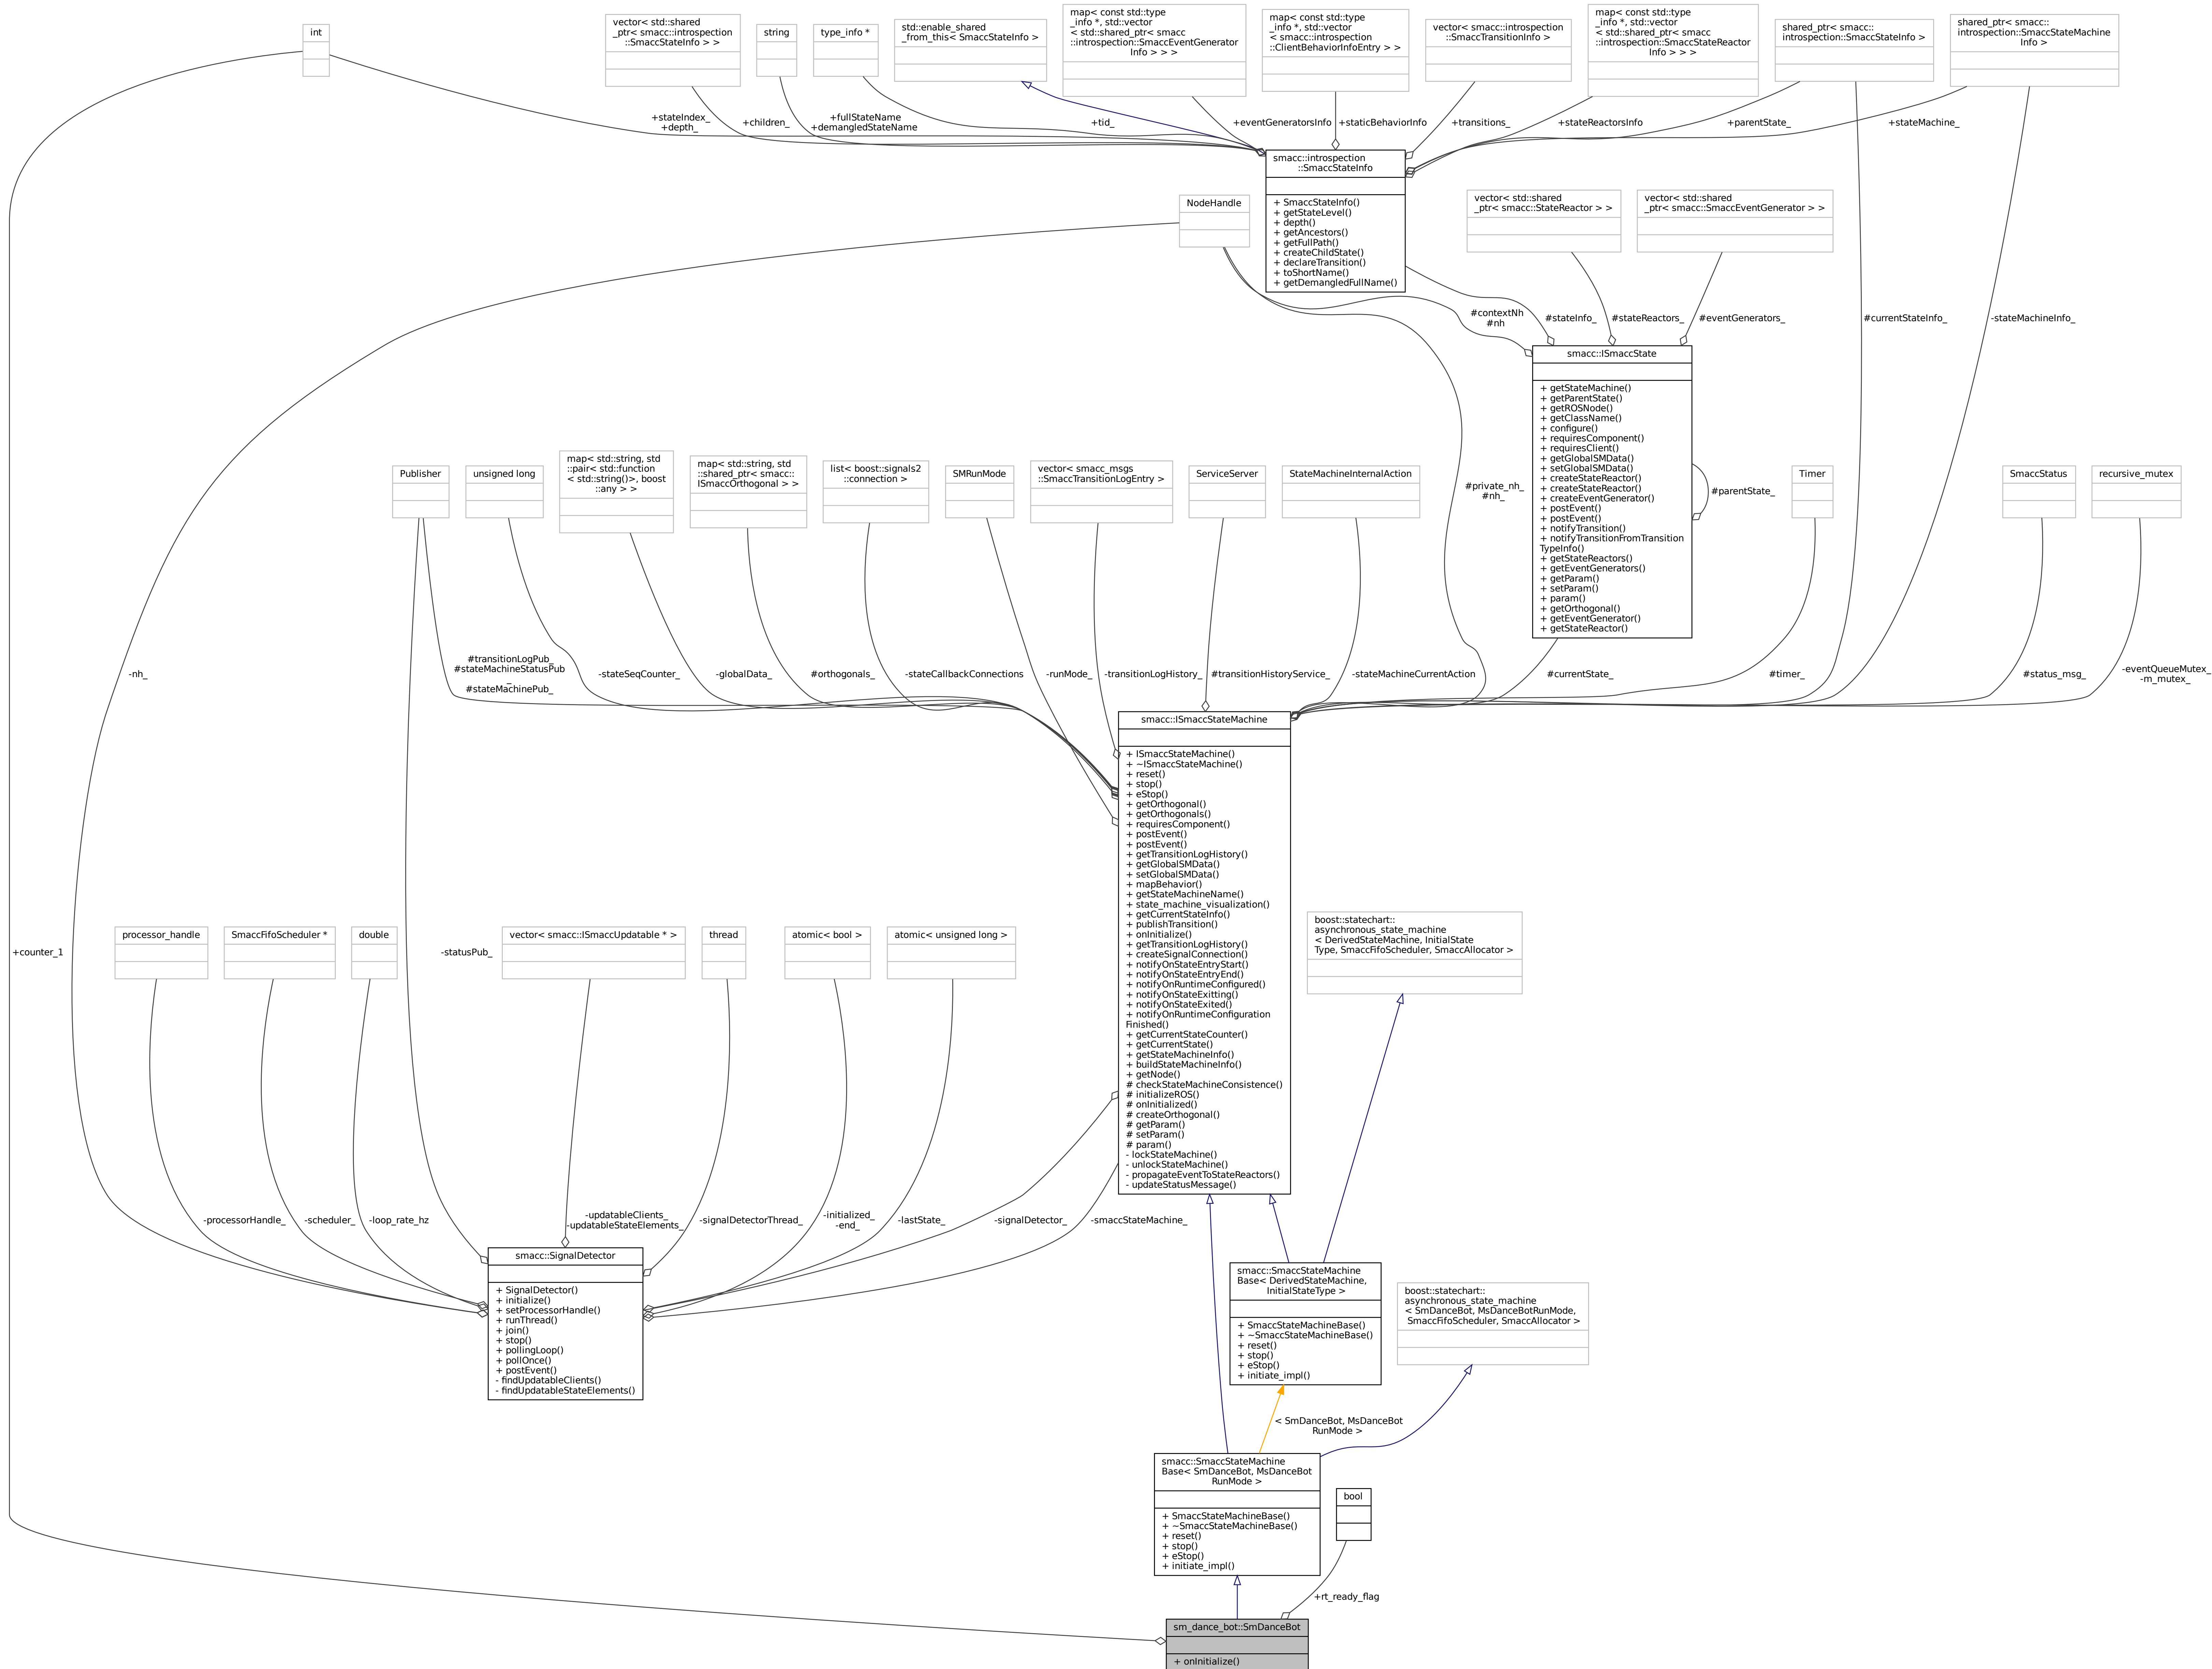 int
vector< std::shared
_ptr< smacc::introspection
::SmaccStateInfo > >
string
type_info *
std::enable_shared
_from_this< SmaccStateInfo >
map< const std::type
_info *, std::vector
< std::shared_ptr< smacc
::introspection::SmaccEventGenerator
Info > > >
map< const std::type
_info *, std::vector
< smacc::introspection
::ClientBehaviorInfoEntry > >
vector< smacc::introspection
::SmaccTransitionInfo >
map< const std::type
_info *, std::vector
< std::shared_ptr< smacc
::introspection::SmaccStateReactor
Info > > >
shared_ptr< smacc::
introspection::SmaccStateInfo >
shared_ptr< smacc::
introspection::SmaccStateMachine
Info >
+stateIndex_
+depth_
+children_
+fullStateName
+demangledStateName
+tid_
+eventGeneratorsInfo
+staticBehaviorInfo
+transitions_
+stateReactorsInfo
+parentState_
+stateMachine_
smacc::introspection
::SmaccStateInfo
+ SmaccStateInfo()
+ getStateLevel()
+ depth()
+ getAncestors()
+ getFullPath()
+ createChildState()
+ declareTransition()
+ toShortName()
+ getDemangledFullName()
NodeHandle
vector< std::shared
_ptr< smacc::StateReactor > >
vector< std::shared
_ptr< smacc::SmaccEventGenerator > >
#contextNh
#nh
#stateInfo_
#stateReactors_
#eventGenerators_
#currentStateInfo_
-stateMachineInfo_
smacc::ISmaccState
+ getStateMachine()
+ getParentState()
+ getROSNode()
+ getClassName()
+ configure()
+ requiresComponent()
+ requiresClient()
+ getGlobalSMData()
+ setGlobalSMData()
+ createStateReactor()
+ createStateReactor()
+ createEventGenerator()
+ postEvent()
+ postEvent()
+ notifyTransition()
+ notifyTransitionFromTransition
TypeInfo()
+ getStateReactors()
+ getEventGenerators()
+ getParam()
+ setParam()
+ param()
+ getOrthogonal()
+ getEventGenerator()
+ getStateReactor()
#parentState_
Publisher
unsigned long
map< std::string, std
::pair< std::function
< std::string()>, boost
::any > >
map< std::string, std
::shared_ptr< smacc::
ISmaccOrthogonal > >
list< boost::signals2
::connection >
SMRunMode
vector< smacc_msgs
::SmaccTransitionLogEntry >
ServiceServer
StateMachineInternalAction
#private_nh_
#nh_
Timer
SmaccStatus
recursive_mutex
-nh_
#transitionLogPub_
#stateMachineStatusPub
_
#stateMachinePub_
-stateSeqCounter_
-globalData_
#orthogonals_
-stateCallbackConnections
-runMode_
-transitionLogHistory_
#transitionHistoryService_
-stateMachineCurrentAction
#currentState_
#timer_
#status_msg_
-eventQueueMutex_
-m_mutex_
smacc::ISmaccStateMachine
+ ISmaccStateMachine()
+ ~ISmaccStateMachine()
+ reset()
+ stop()
+ eStop()
+ getOrthogonal()
+ getOrthogonals()
+ requiresComponent()
+ postEvent()
+ postEvent()
+ getTransitionLogHistory()
+ getGlobalSMData()
+ setGlobalSMData()
+ mapBehavior()
+ getStateMachineName()
+ state_machine_visualization()
+ getCurrentStateInfo()
+ publishTransition()
+ onInitialize()
+ getTransitionLogHistory()
+ createSignalConnection()
+ notifyOnStateEntryStart()
+ notifyOnStateEntryEnd()
+ notifyOnRuntimeConfigured()
+ notifyOnStateExitting()
+ notifyOnStateExited()
+ notifyOnRuntimeConfiguration
Finished()
+ getCurrentStateCounter()
+ getCurrentState()
+ getStateMachineInfo()
+ buildStateMachineInfo()
+ getNode()
# checkStateMachineConsistence()
# initializeROS()
# onInitialized()
# createOrthogonal()
# getParam()
# setParam()
# param()
- lockStateMachine()
- unlockStateMachine()
- propagateEventToStateReactors()
- updateStatusMessage()
+counter_1
processor_handle
SmaccFifoScheduler *
double
-statusPub_
vector< smacc::ISmaccUpdatable * >
thread
atomic< bool >
atomic< unsigned long >
boost::statechart::
asynchronous_state_machine
< DerivedStateMachine, InitialState
Type, SmaccFifoScheduler, SmaccAllocator >
-processorHandle_
-scheduler_
-loop_rate_hz
-updatableClients_
-updatableStateElements_
-signalDetectorThread_
-initialized_
-end_
-lastState_
-signalDetector_
-smaccStateMachine_
smacc::SignalDetector
+ SignalDetector()
+ initialize()
+ setProcessorHandle()
+ runThread()
+ join()
+ stop()
+ pollingLoop()
+ pollOnce()
+ postEvent()
- findUpdatableClients()
- findUpdatableStateElements()
smacc::SmaccStateMachine
Base< DerivedStateMachine,
InitialStateType >
+ SmaccStateMachineBase()
+ ~SmaccStateMachineBase()
+ reset()
+ stop()
+ eStop()
+ initiate_impl()
boost::statechart::
asynchronous_state_machine
< SmDanceBot, MsDanceBotRunMode,
SmaccFifoScheduler, SmaccAllocator >
< SmDanceBot, MsDanceBot
RunMode >
smacc::SmaccStateMachine
Base< SmDanceBot, MsDanceBot
RunMode >
+ SmaccStateMachineBase()
+ ~SmaccStateMachineBase()
+ reset()
+ stop()
+ eStop()
+ initiate_impl()
bool
+rt_ready_flag
sm_dance_bot::SmDanceBot
+ onInitialize()